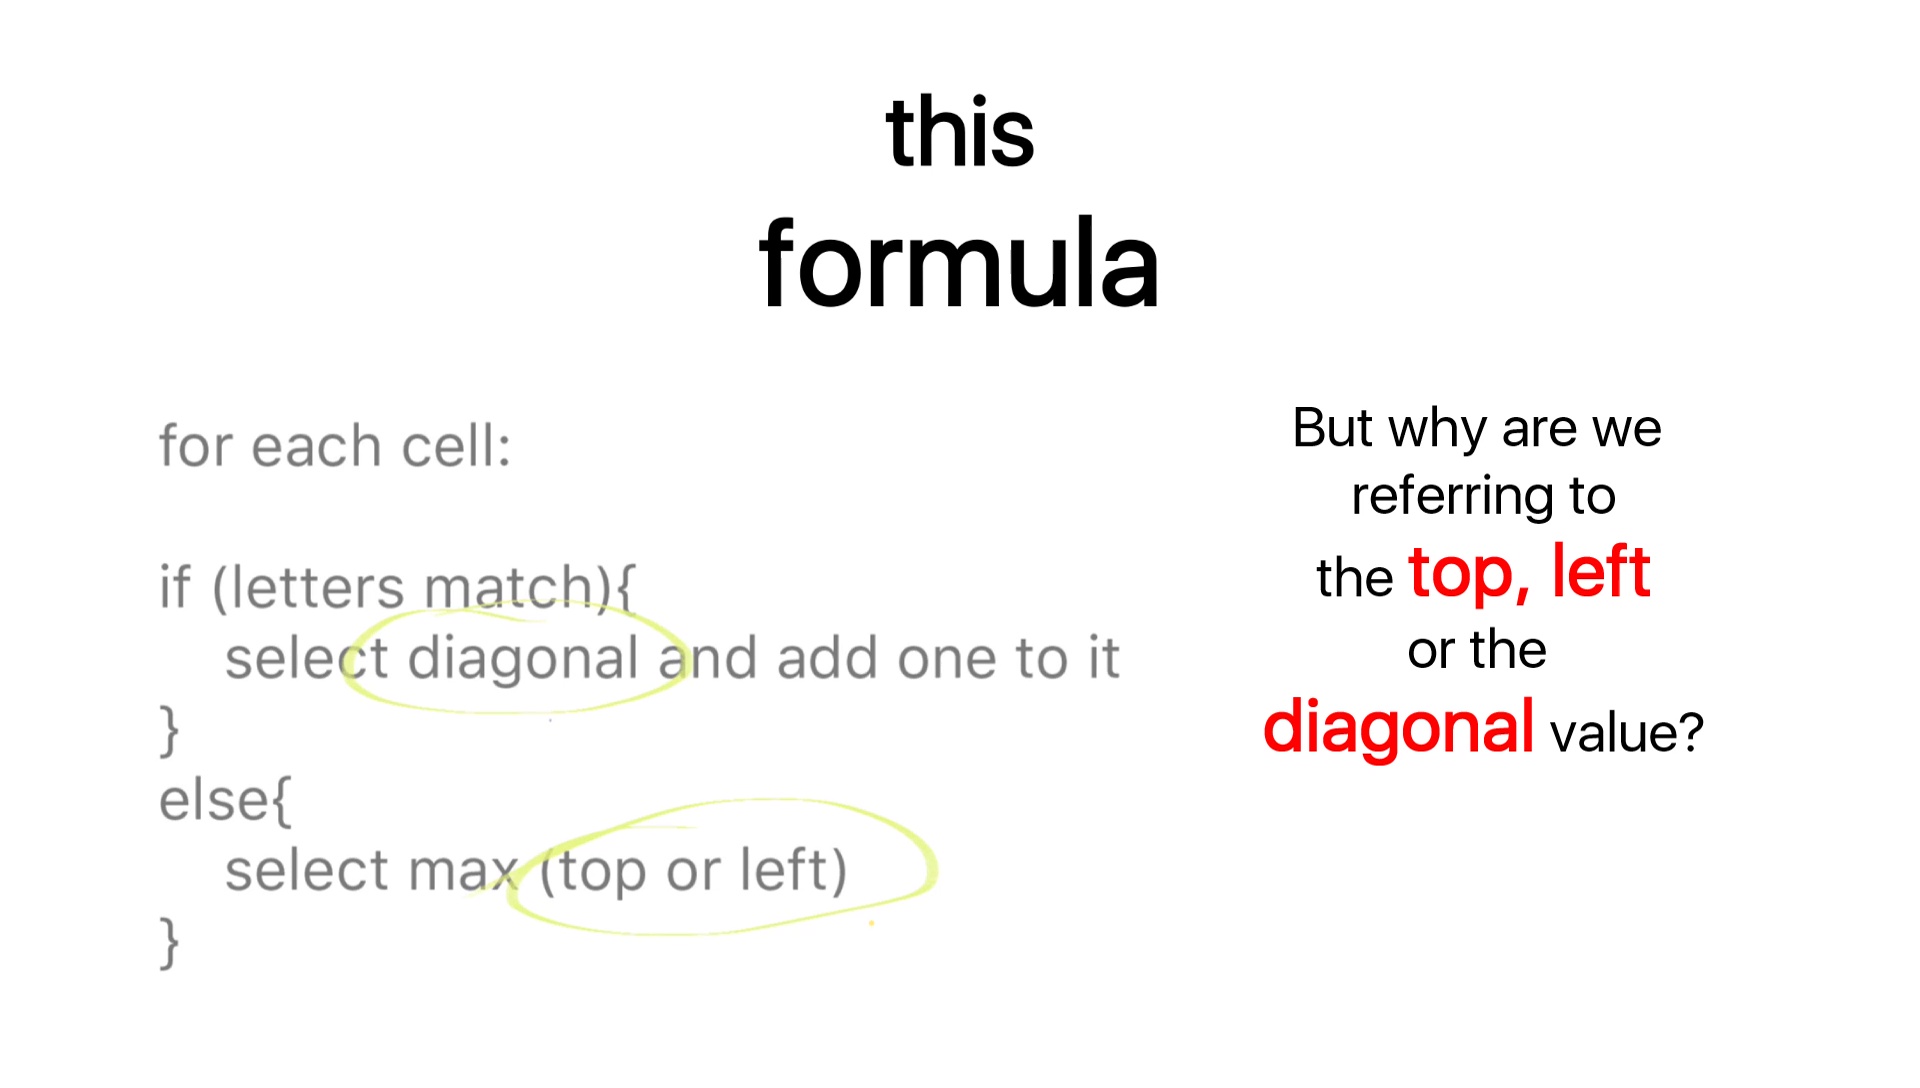 this
formula
for each cell:
if (letters match){
select diagonal and add one to it
}
else{
select max (top or left)
}
But why are we
referring to
the top, left
or the
diagonal value?